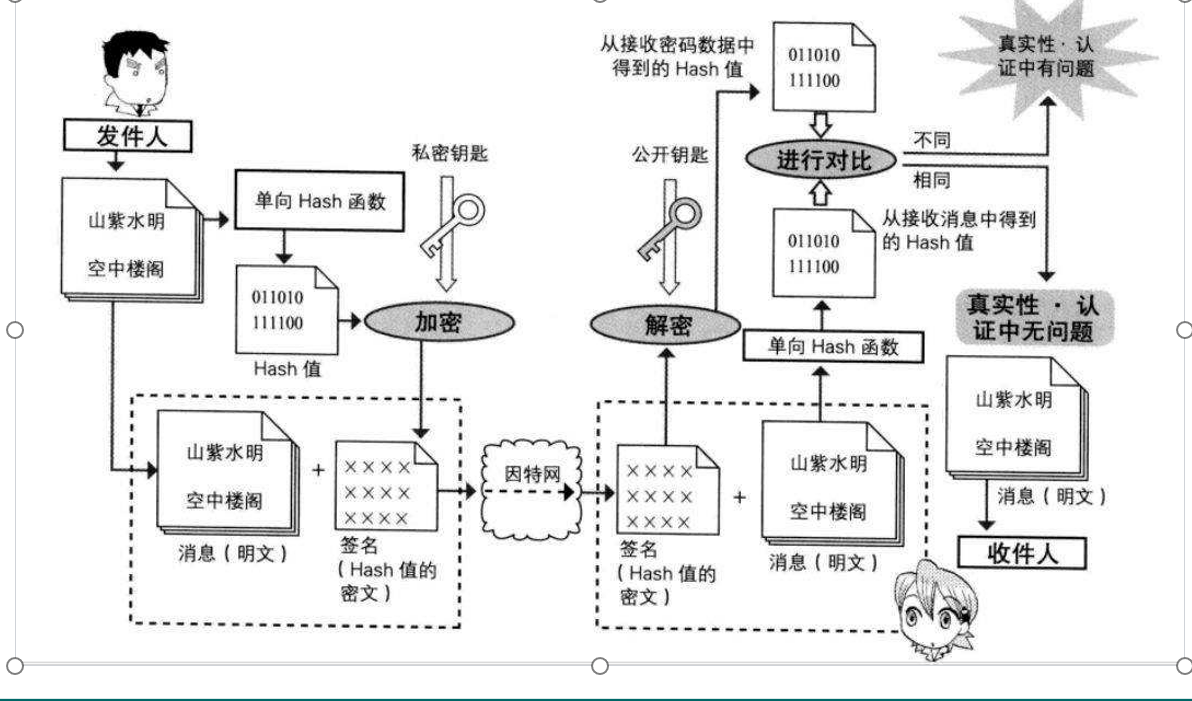 发件人
山紫水明
空中楼阁
单向 Hash 函数
011010
111100
Hash 值
私密钥匙
加密
山紫水明
空中楼阁
消息（明文）
+
××××
××××
××××
签名
（Hash 值的
密文）
因特网
公开钥匙
解密
××××
××××
××××
签名
（Hash 值的
密文）
+
山紫水明
空中楼阁
消息（明文）
单向 Hash 函数
011010
111100
从接收消息中得到
的 Hash 值
从接收密码数据中
得到的 Hash 值
011010
111100
进行对比
不同
相同
真实性·认
证中有问题
真实性 · 认
证中无问题
山紫水明
空中楼阁
消息（明文）
收件人